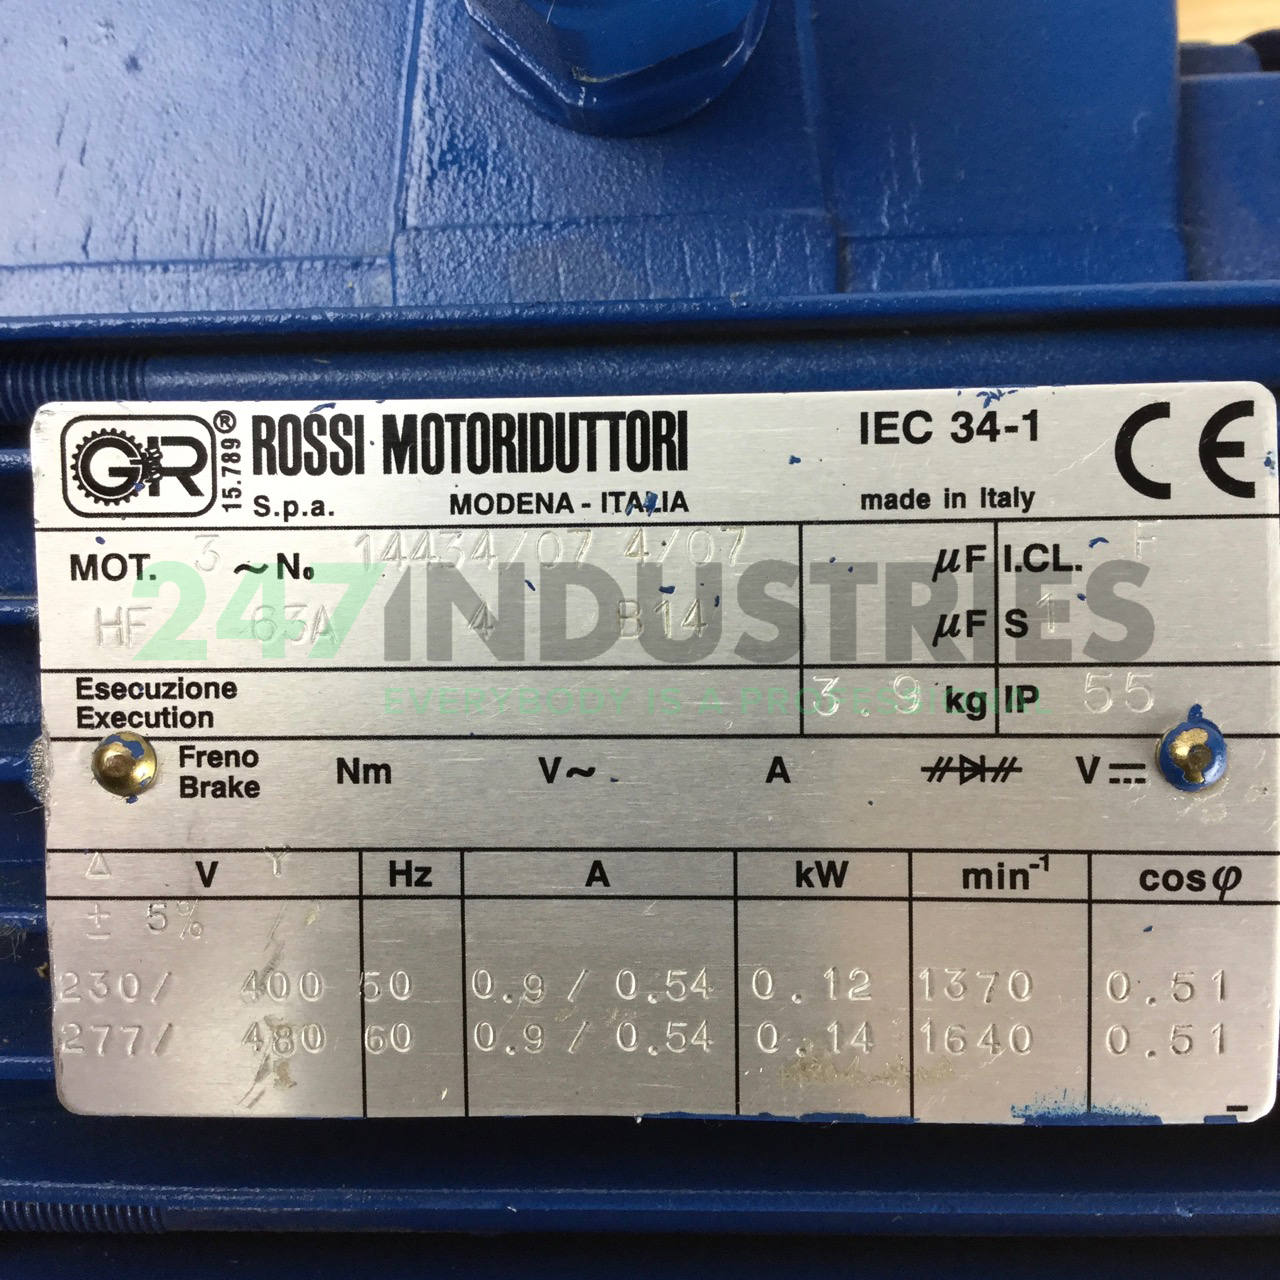 GR
15.789 ®
ROSSI MOTORIDUTTORI
S.p.a. MODENA - ITALIA
IEC 34-1
made in Italy
CE
MOT. 3 ~ No 14434/07 4/07 µF I.CL. F
HF 63A 4 B14 µF S 1
Esecuzione
Execution
3.9 kg IP 55
Freno
Brake
Nm V~ A V
Δ V Y Hz A kW min-1 cosφ
± 5%
230/ 400 50 0.9 / 0.54 0.12 1370 0.51
277/ 480 60 0.9 / 0.54 0.14 1640 0.51
247INDUSTRIES
EVERYBODY IS A PROFESSIONAL